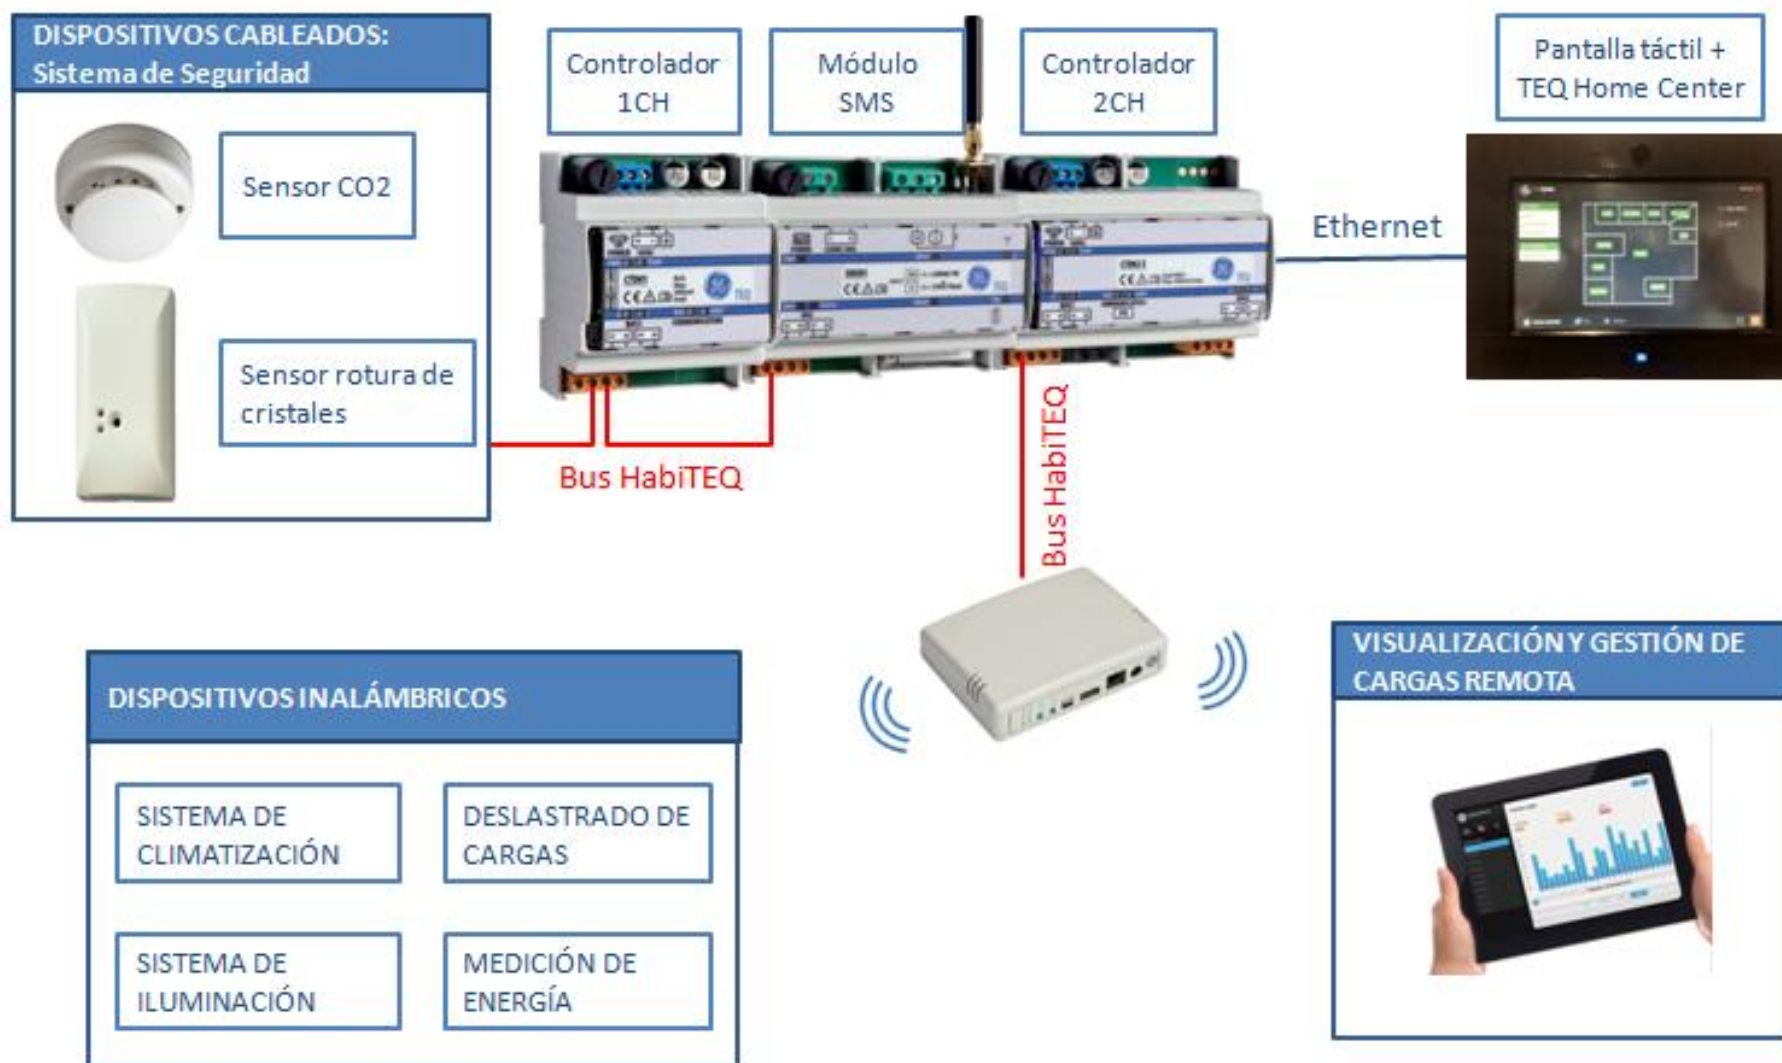 DISPOSITIVOS CABLEADOS:
Sistema de Seguridad
Sensor CO2
Sensor rotura de
cristales
Controlador
1CH
Módulo
SMS
Controlador
2CH
Pantalla táctil +
TEQ Home Center
Ethernet
Bus HabiTEQ
Bus HabiTEQ
DISPOSITIVOS INALÁMBRICOS
SISTEMA DE
CLIMATIZACIÓN
DESLASTRADO DE
CARGAS
SISTEMA DE
ILUMINACIÓN
MEDICIÓN DE
ENERGÍA
VISUALIZACIÓN Y GESTIÓN DE
CARGAS REMOTA